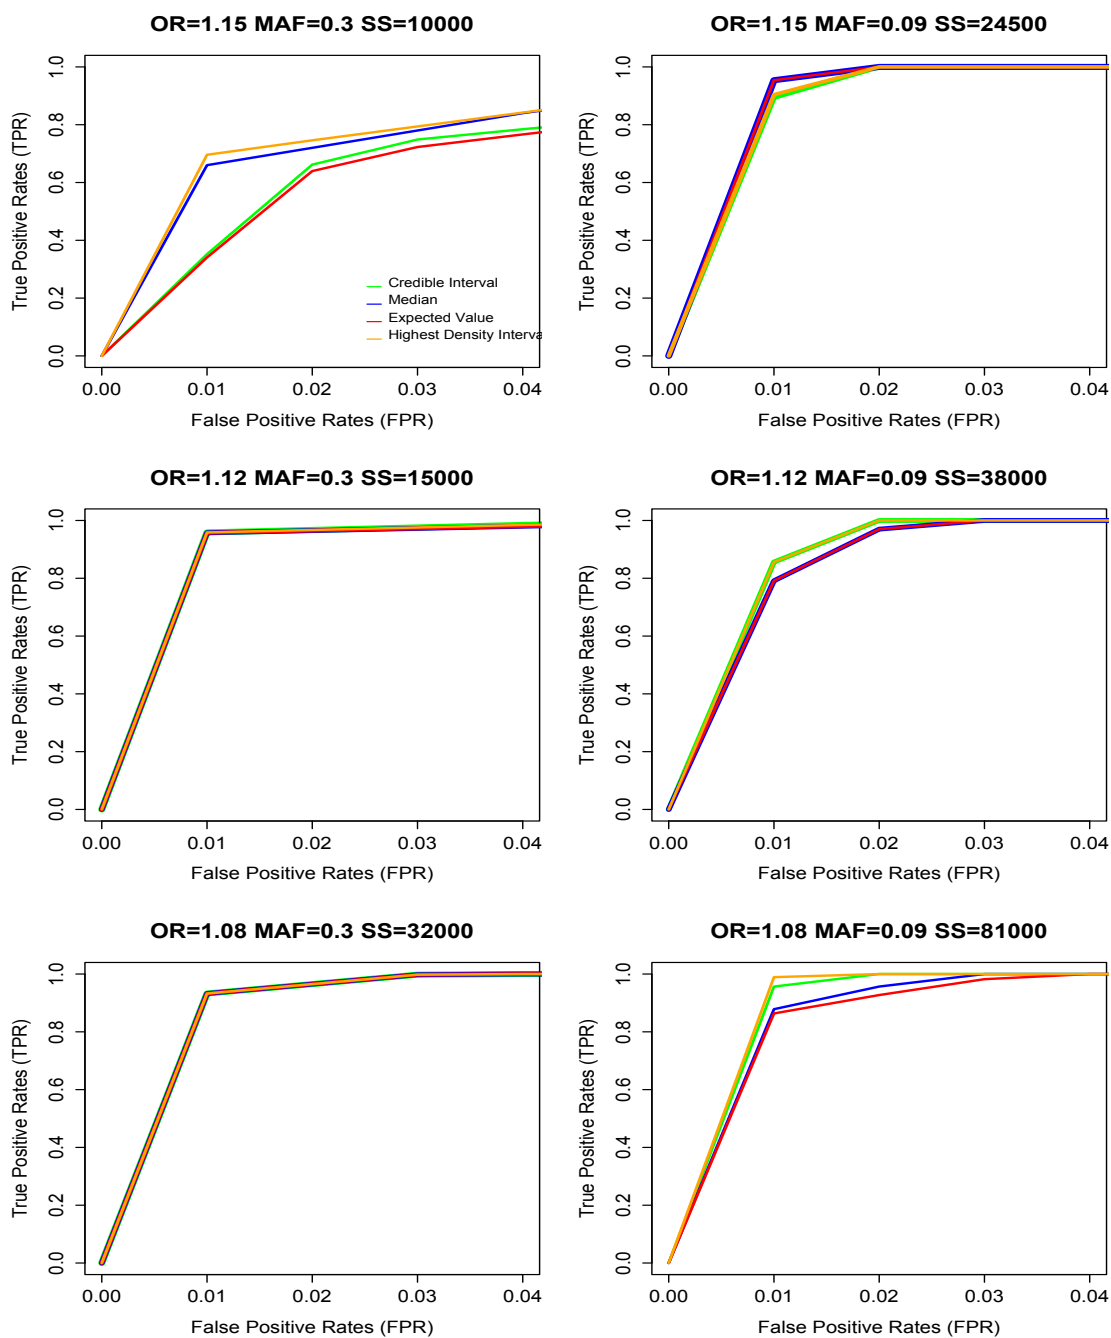 OR=1.15 MAF=0.3 SS=10000
True Positive Rates (TPR)
0.0 0.2 0.4 0.6 0.8 1.0
Credible Interval
Median
Expected Value
Highest Density Interva
0.00 0.01 0.02 0.03 0.04
False Positive Rates (FPR)
OR=1.15 MAF=0.09 SS=24500
True Positive Rates (TPR)
0.0 0.2 0.4 0.6 0.8 1.0
0.00 0.01 0.02 0.03 0.04
False Positive Rates (FPR)
OR=1.12 MAF=0.3 SS=15000
True Positive Rates (TPR)
0.0 0.2 0.4 0.6 0.8 1.0
0.00 0.01 0.02 0.03 0.04
False Positive Rates (FPR)
OR=1.12 MAF=0.09 SS=38000
True Positive Rates (TPR)
0.0 0.2 0.4 0.6 0.8 1.0
0.00 0.01 0.02 0.03 0.04
False Positive Rates (FPR)
OR=1.08 MAF=0.3 SS=32000
True Positive Rates (TPR)
0.0 0.2 0.4 0.6 0.8 1.0
0.00 0.01 0.02 0.03 0.04
False Positive Rates (FPR)
OR=1.08 MAF=0.09 SS=81000
True Positive Rates (TPR)
0.0 0.2 0.4 0.6 0.8 1.0
0.00 0.01 0.02 0.03 0.04
False Positive Rates (FPR)